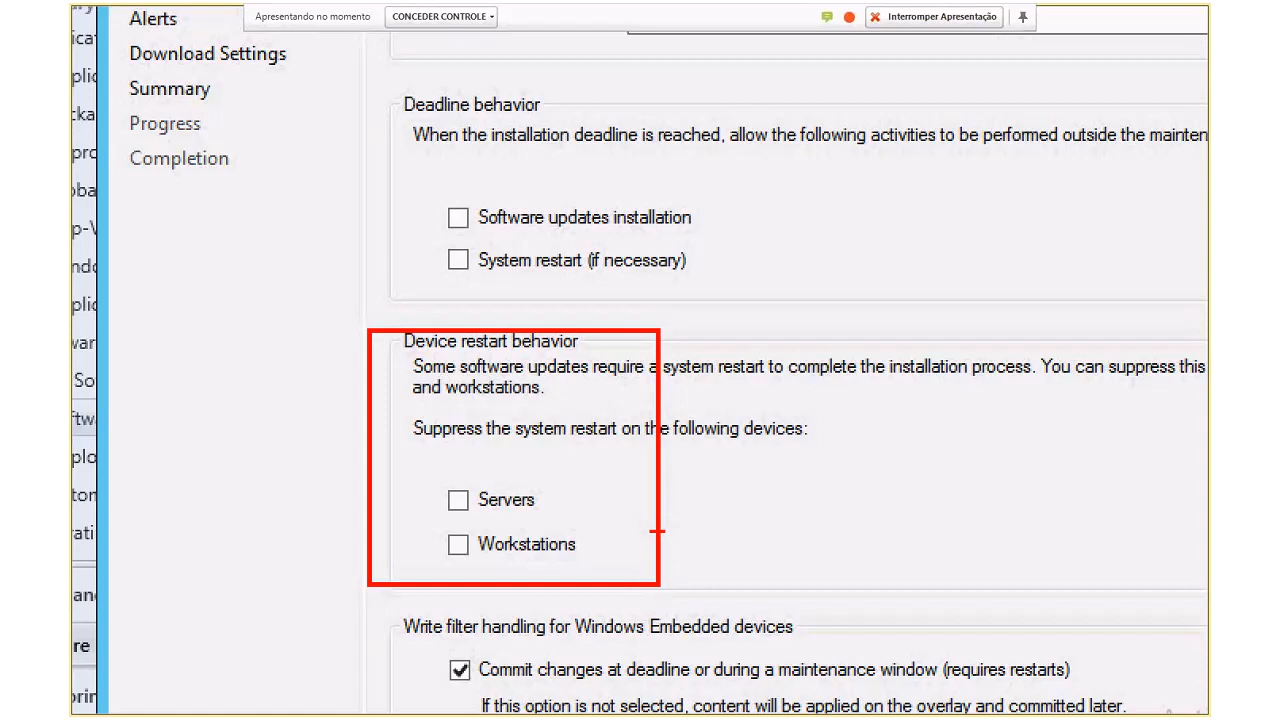 Apresentando no momento
CONCEDER CONTROLE
Interromper Apresentação
Alerts
Download Settings
Summary
Progress
Completion
Deadline behavior
When the installation deadline is reached, allow the following activities to be performed outside the mainten
Software updates installation
System restart (if necessary)
Device restart behavior
Some software updates require a system restart to complete the installation process. You can suppress this
and workstations.
Suppress the system restart on the following devices:
Servers
Workstations
Write filter handling for Windows Embedded devices
Commit changes at deadline or during a maintenance window (requires restarts)
If this option is not selected, content will be applied on the overlay and committed later.